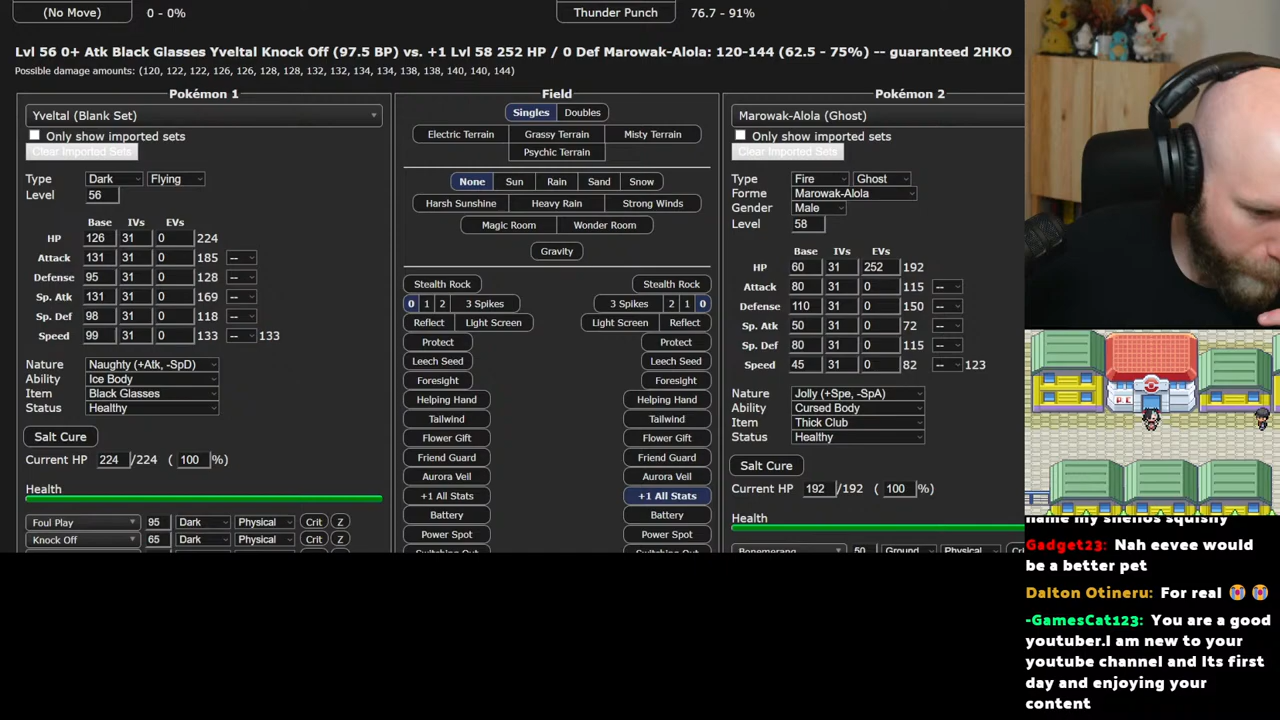 (No Move) 0 - 0% Thunder Punch 76.7 - 91%
Lvl 56 0+ Atk Black Glasses Yveltal Knock Off (97.5 BP) vs. +1 Lvl 58 252 HP / 0 Def Marowak-Alola: 120-144 (62.5 - 75%) -- guaranteed 2HKO
Possible damage amounts: (120, 122, 122, 126, 126, 128, 128, 132, 132, 134, 134, 138, 138, 140, 140, 144)
Pokémon 1
Yveltal (Blank Set)
Only show imported sets
Clear Imported Sets
Type Dark Flying
Level 56
Base IVs EVs
HP 126 31 0 224
Attack 131 31 0 185 --
Defense 95 31 0 128 --
Sp. Atk 131 31 0 169 --
Sp. Def 98 31 0 118 --
Speed 99 31 0 133 -- 133
Nature Naughty (+Atk, -SpD)
Ability Ice Body
Item Black Glasses
Status Healthy
Salt Cure
Current HP 224 /224 ( 100 %)
Health
Foul Play 95 Dark Physical Crit Z
Knock Off 65 Dark Physical Crit Z
Field
Singles Doubles
Electric Terrain Grassy Terrain Misty Terrain
Psychic Terrain
None Sun Rain Sand Snow
Harsh Sunshine Heavy Rain Strong Winds
Magic Room Wonder Room
Gravity
Stealth Rock Stealth Rock
0 1 2 3 Spikes 3 Spikes 2 1 0
Reflect Light Screen Light Screen Reflect
Protect Protect
Leech Seed Leech Seed
Foresight Foresight
Helping Hand Helping Hand
Tailwind Tailwind
Flower Gift Flower Gift
Friend Guard Friend Guard
Aurora Veil Aurora Veil
+1 All Stats +1 All Stats
Battery Battery
Power Spot Power Spot
Switching Out Switching Out
Pokémon 2
Marowak-Alola (Ghost)
Only show imported sets
Clear Imported Sets
Type Fire Ghost
Forme Marowak-Alola
Gender Male
Level 58
Base IVs EVs
HP 60 31 252 192
Attack 80 31 0 115 --
Defense 110 31 0 150 --
Sp. Atk 50 31 0 72 --
Sp. Def 80 31 0 115 --
Speed 45 31 0 82 -- 123
Nature Jolly (+Spe, -SpA)
Ability Cursed Body
Item Thick Club
Status Healthy
Salt Cure
Current HP 192 /192 ( 100 %)
Health
Bonemerang 50 Ground Physical Cri
P.C
name my shellos squishy
Gadget23: Nah eevee would
be a better pet
Dalton Otineru: For real 😭 😭
-GamesCat123: You are a good
youtuber.I am new to your
youtube channel and Its first
day and enjoying your
content